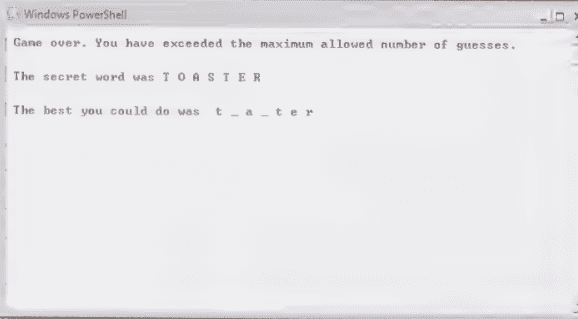 Windows PowerShell
Game over. You have exceeded the maximum allowed number of guesses.
The secret word was T O A S T E R
The best you could do was t _ a _ t e r